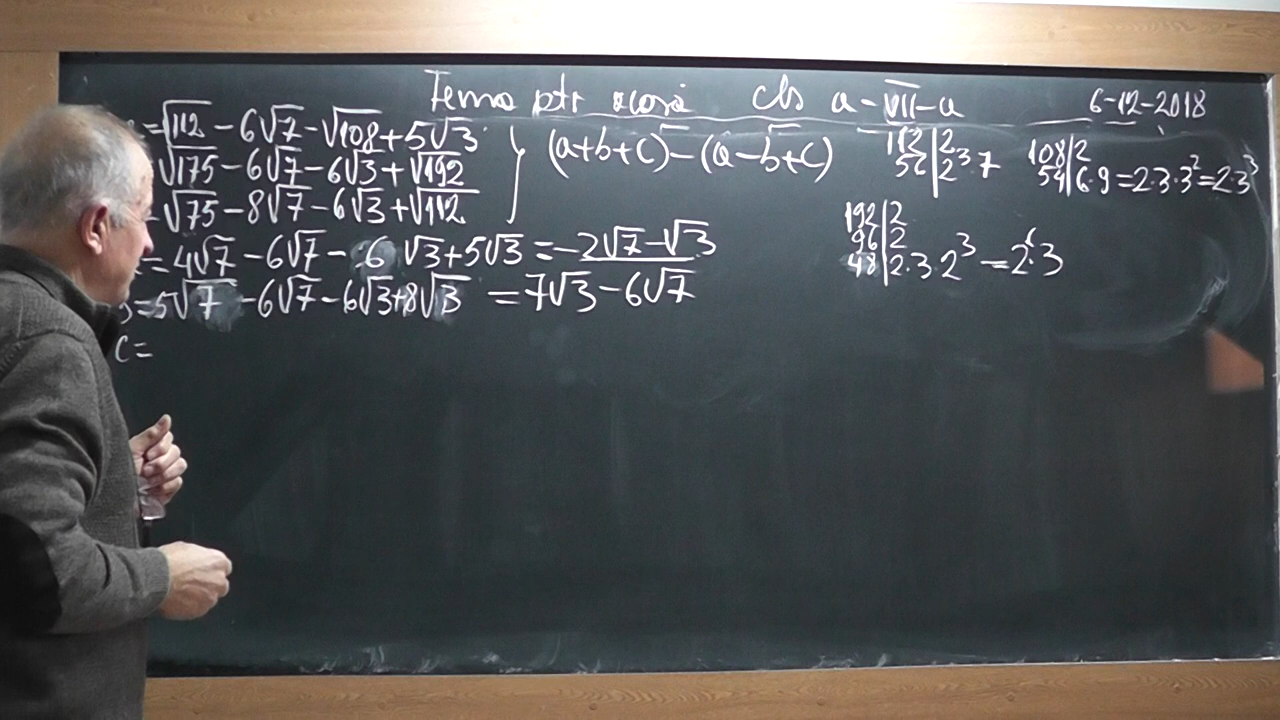 Tema ptr acasă cls a-VII-a 6-12-2018
=√112 - 6√7 - √108 + 5√3
√175 - 6√7 - 6√3 + √192
√75 - 8√7 - 6√3 + √112
(a+b+c) - (a-b+c)
112 | 2
56 | 2³·7
108 | 2
54 | 6·9 = 2·3·3² = 2·3³
192 | 2
96 | 2
48 | 2·3·2³ = 2⁶·3
= 4√7 - 6√7 - 6√3 + 5√3 = -2√7 - √3
= 5√7 - 6√7 - 6√3 + 8√3 = 7√3 - 6√7
c =